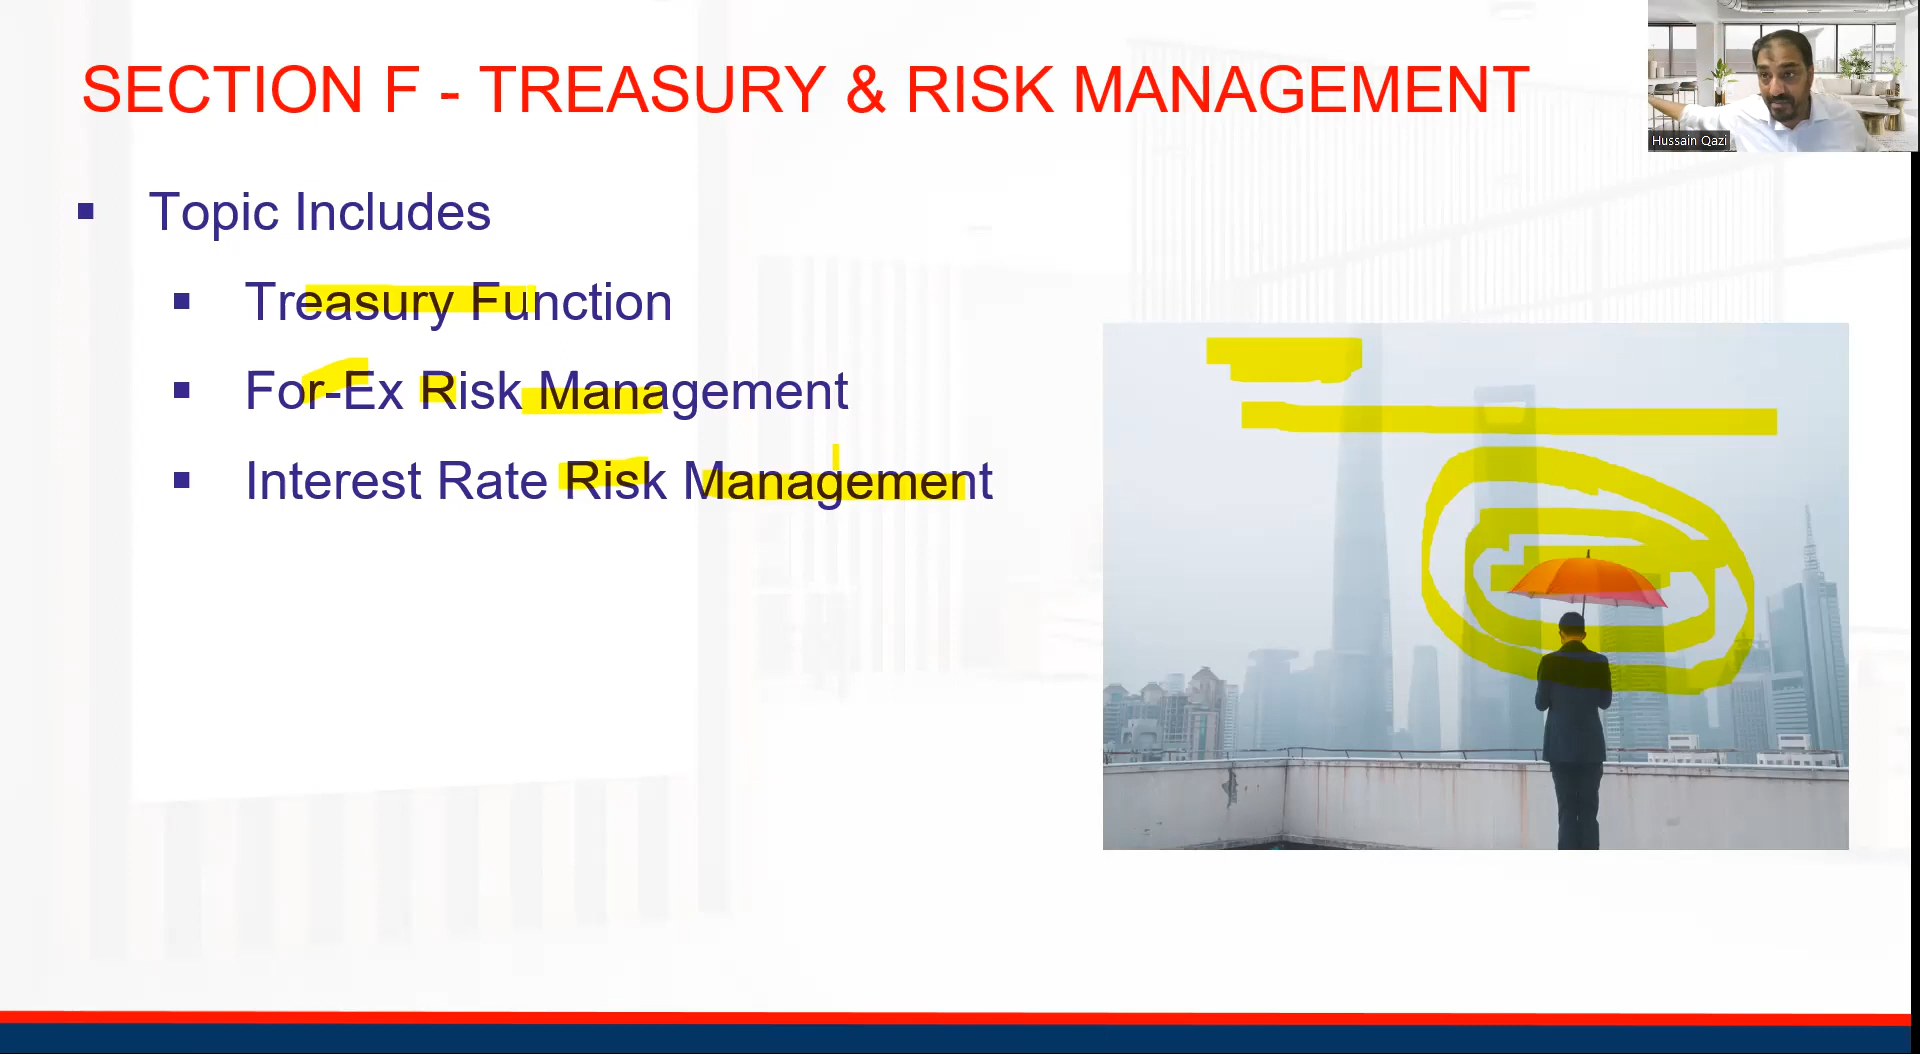 SECTION F - TREASURY & RISK MANAGEMENT
Hussain Qazi
Topic Includes
Treasury Function
For-Ex Risk Management
Interest Rate Risk Management